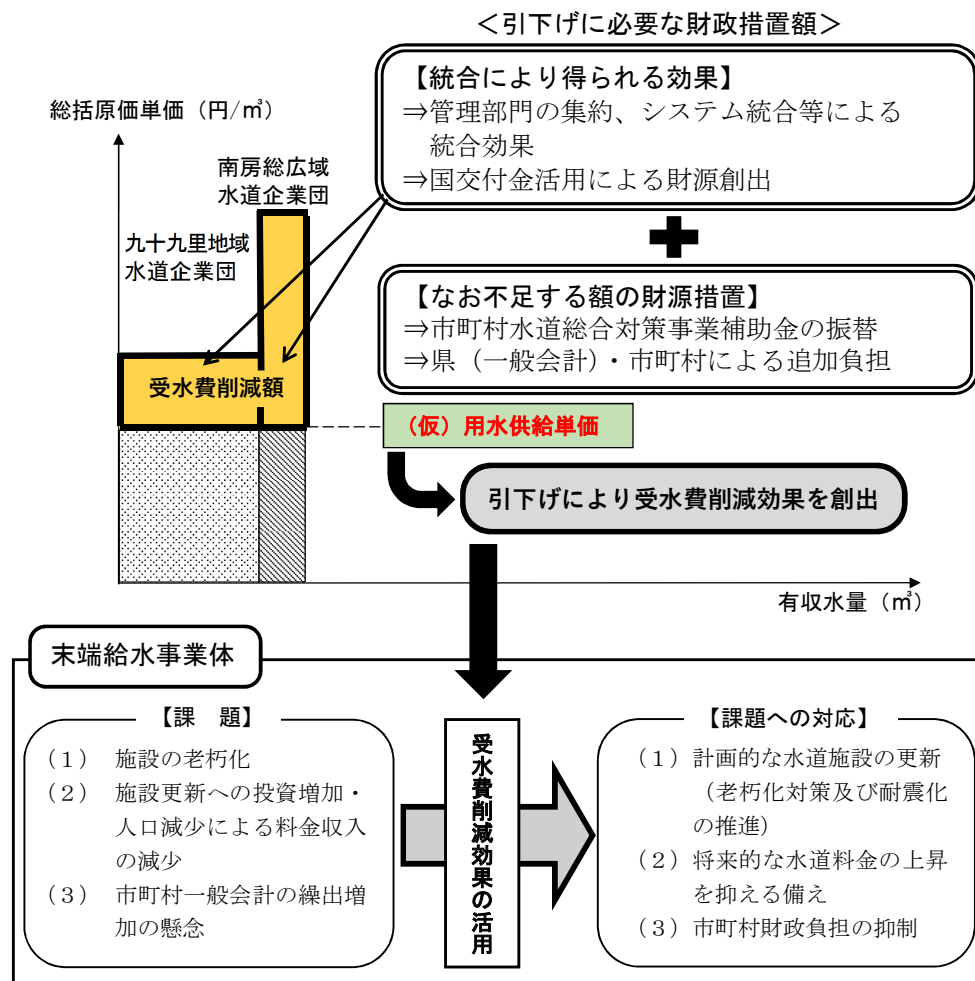 ＜引下げに必要な財政措置額＞
【統合により得られる効果】
⇒管理部門の集約、システム統合等による
統合効果
⇒国交付金活用による財源創出
総括原価単価（円/㎥）
南房総広域
水道企業団
九十九里地域
水道企業団
【なお不足する額の財源措置】
⇒市町村水道総合対策事業補助金の振替
⇒県（一般会計）・市町村による追加負担
受水費削減額
（仮）用水供給単価
引下げにより受水費削減効果を創出
有収水量（㎥）
末端給水事業体
【課　題】
（１）　施設の老朽化
（２）　施設更新への投資増加・
人口減少による料金収入
の減少
（３）　市町村一般会計の繰出増
加の懸念
受水費削減効果の活用
【課題への対応】
（１）計画的な水道施設の更新
（老朽化対策及び耐震化
の推進）
（２）将来的な水道料金の上昇
を抑える備え
（３）市町村財政負担の抑制